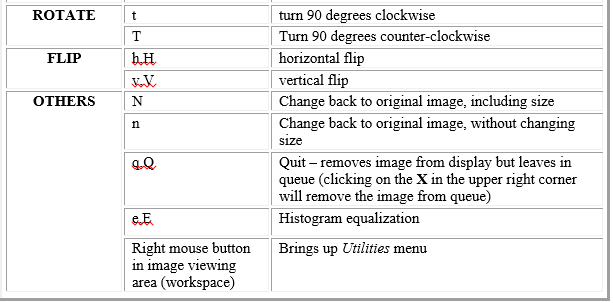 ROTATE t turn 90 degrees clockwise
T Turn 90 degrees counter-clockwise
FLIP h,H horizontal flip
v,V vertical flip
OTHERS N Change back to original image, including size
n Change back to original image, without changing
size
q,Q Quit – removes image from display but leaves in
queue (clicking on the X in the upper right corner
will remove the image from queue)
e,E Histogram equalization
Right mouse button Brings up Utilities menu
in image viewing
area (workspace)